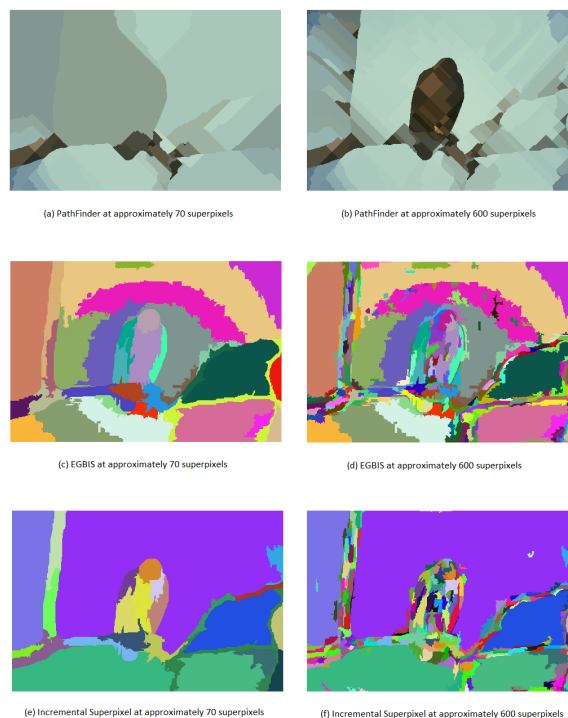 (a) PathFinder at approximately 70 superpixels
(b) PathFinder at approximately 600 superpixels
(c) EGBIS at approximately 70 superpixels
(d) EGBIS at approximately 600 superpixels
(e) Incremental Superpixel at approximately 70 superpixels
(f) Incremental Superpixel at approximately 600 superpixels